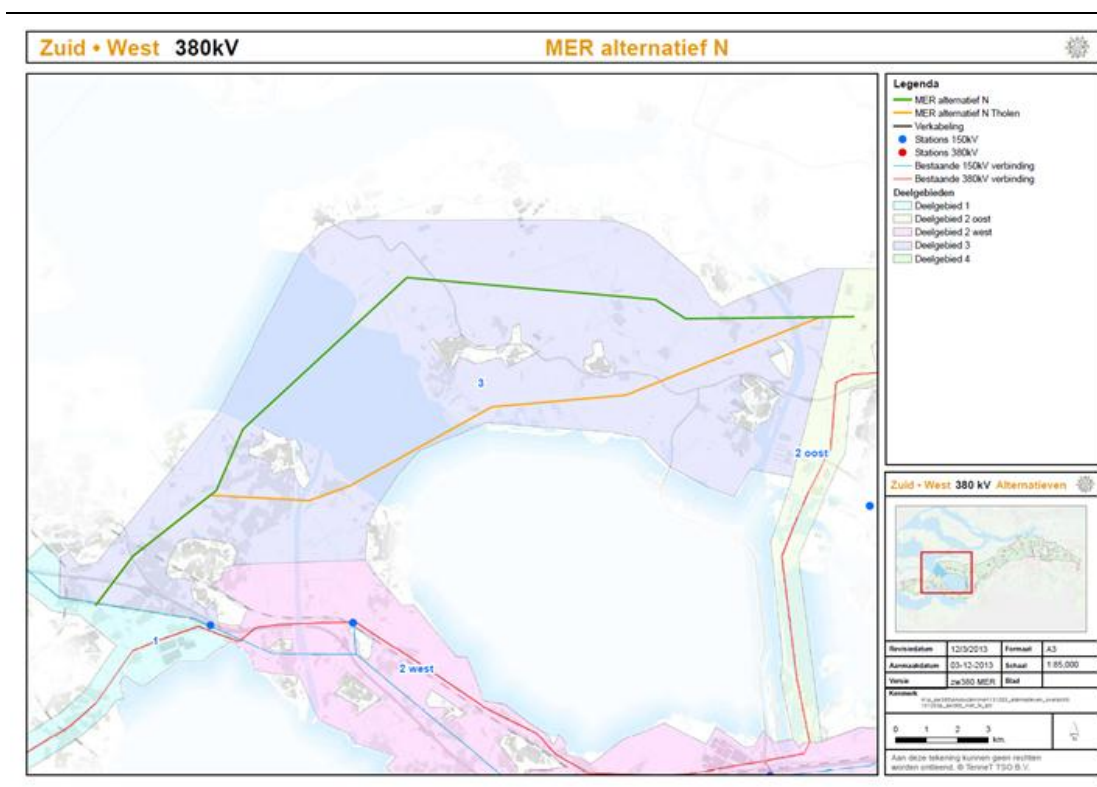 Zuid • West 380kV
MER alternatief N
Legenda
MER alternatief N
MER alternatief N Tholen
Verkabeling
Stations 150kV
Stations 380kV
Bestaande 150kV verbinding
Bestaande 380kV verbinding
Deelgebieden
Deelgebied 1
Deelgebied 2 oost
Deelgebied 2 west
Deelgebied 3
Deelgebied 4
3
2 oost
1
2 west
Zuid • West 380 kV Alternatieven
Revisiedatum 12/3/2013 Formaat A3
Aanmaakdatum 03-12-2013 Schaal 1:85,000
Versie zw380 MER Blad
Kenmerk
0 1 2 3
km.
Aan deze tekening kunnen geen rechten
worden ontleend. © TenneT TSO B.V.